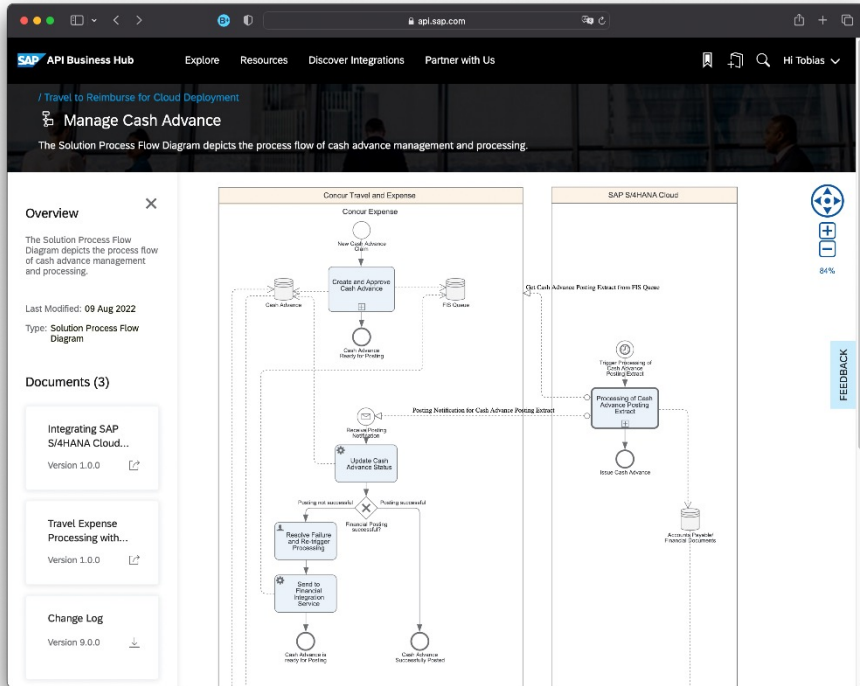 api.sap.com
SAP API Business Hub
Explore
Resources
Discover Integrations
Partner with Us
Hi Tobias
/ Travel to Reimburse for Cloud Deployment
Manage Cash Advance
The Solution Process Flow Diagram depicts the process flow of cash advance management and processing.
Overview
The Solution Process Flow
Diagram depicts the process flow
of cash advance management
and processing.
Last Modified: 09 Aug 2022
Type: Solution Process Flow
Diagram
Documents (3)
Integrating SAP
S/4HANA Cloud...
Version 1.0.0
Travel Expense
Processing with...
Version 1.0.0
Change Log
Version 9.0.0
Concur Travel and Expense
Concur Expense
New Cash Advance
Claim
Create and Approve
Cash Advance
Cash Advance
FIS Queue
Cash Advance
Ready for Posting
Receive Posting
Notification
Update Cash
Advance Status
Posting not successful
Posting successful
Financial Posting
successful?
Resolve Failure
and Re-trigger
Processing
Send to
Financial
Integration
Service
Cash Advance is
ready for Posting
Cash Advance
Successfully Posted
SAP S/4HANA Cloud
Get Cash Advance Posting Extract from FIS Queue
Trigger Processing of
Cash Advance
Posting Extract
Processing of Cash
Advance Posting
Extract
Posting Notification for Cash Advance Posting Extract
Issue Cash Advance
Accounts Payable/
Financial Documents
84%
FEEDBACK